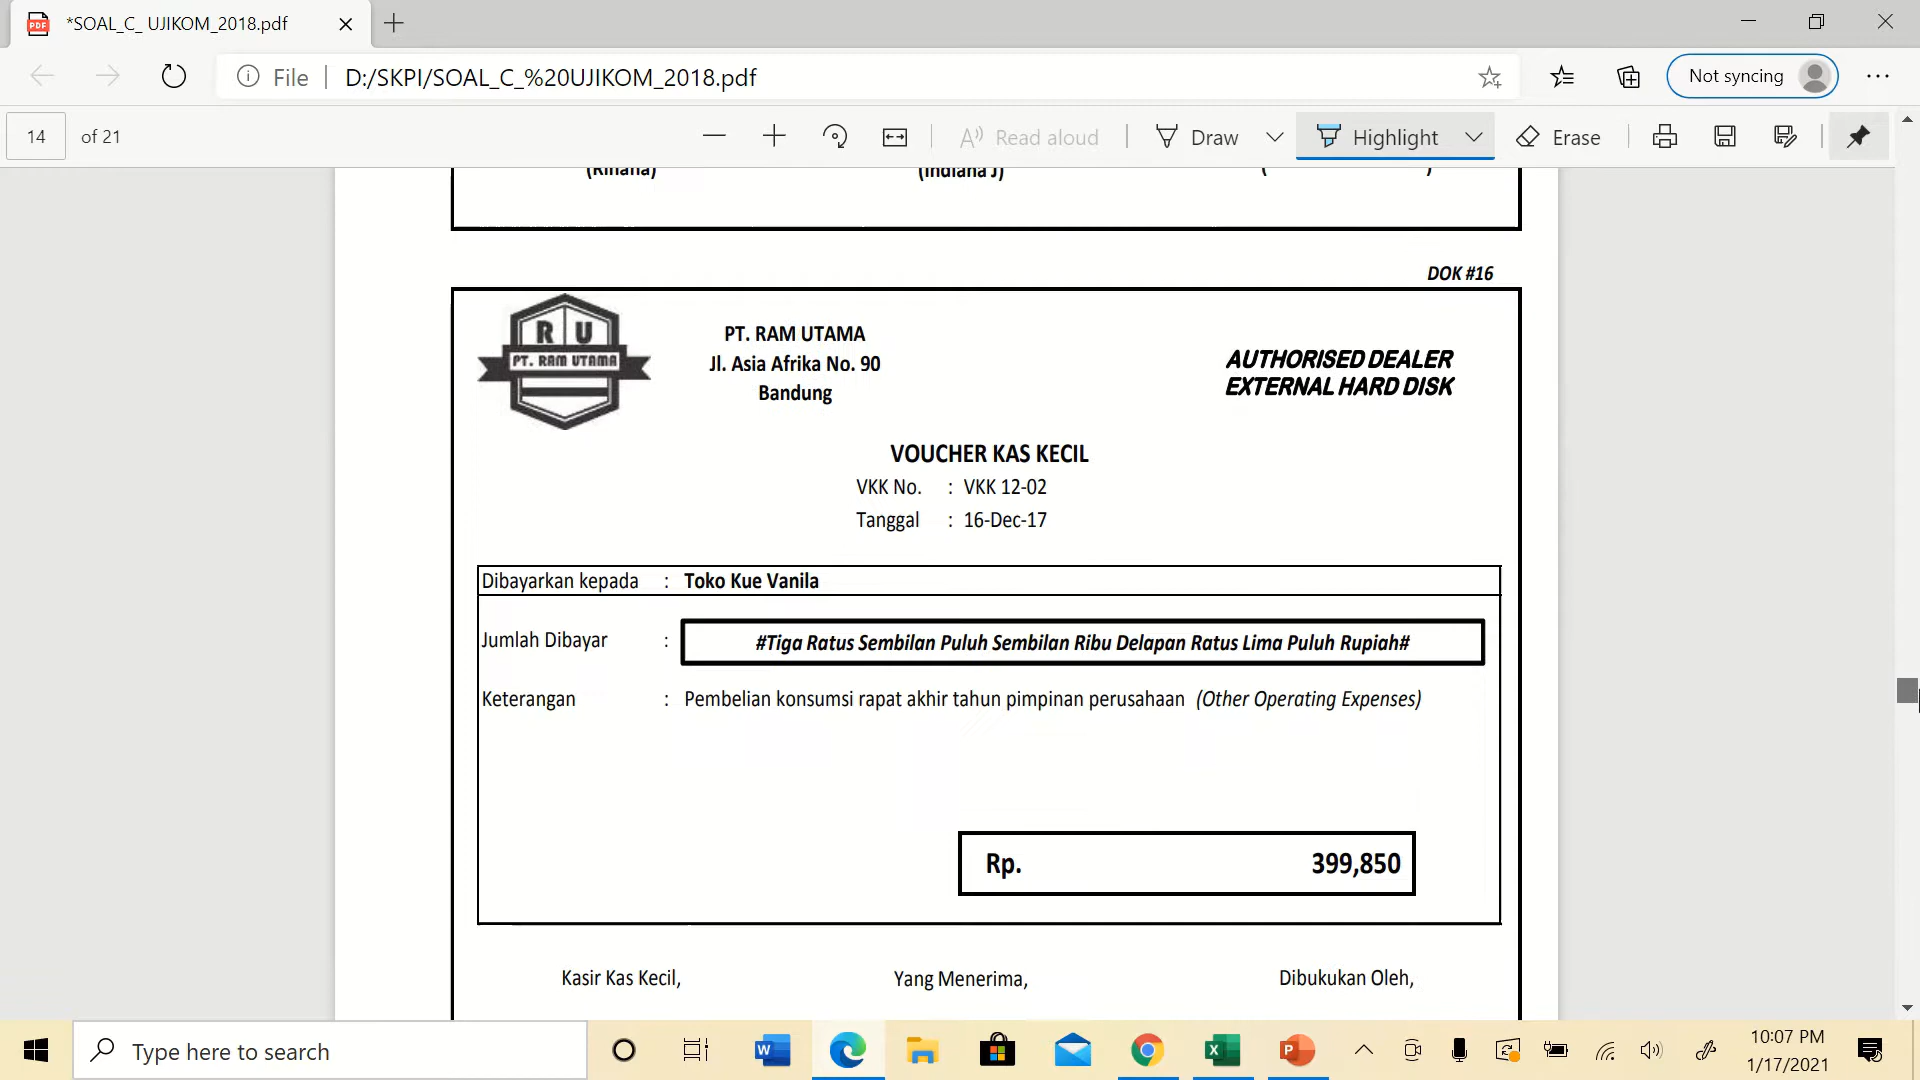 *SOAL_C_ UJIKOM_2018.pdf
File
D:/SKPI/SOAL_C_%20UJIKOM_2018.pdf
Not syncing
14 of 21
Read aloud
Draw
Highlight
Erase
(Rihana) (Indiana J) ( )
DOK #16
R U
PT. RAM UTAMA
PT. RAM UTAMA
Jl. Asia Afrika No. 90
Bandung
AUTHORISED DEALER
EXTERNAL HARD DISK
VOUCHER KAS KECIL
VKK No. : VKK 12-02
Tanggal : 16-Dec-17
Dibayarkan kepada : Toko Kue Vanila
Jumlah Dibayar : #Tiga Ratus Sembilan Puluh Sembilan Ribu Delapan Ratus Lima Puluh Rupiah#
Keterangan : Pembelian konsumsi rapat akhir tahun pimpinan perusahaan (Other Operating Expenses)
Rp. 399,850
Kasir Kas Kecil, Yang Menerima, Dibukukan Oleh,
Type here to search
10:07 PM
1/17/2021